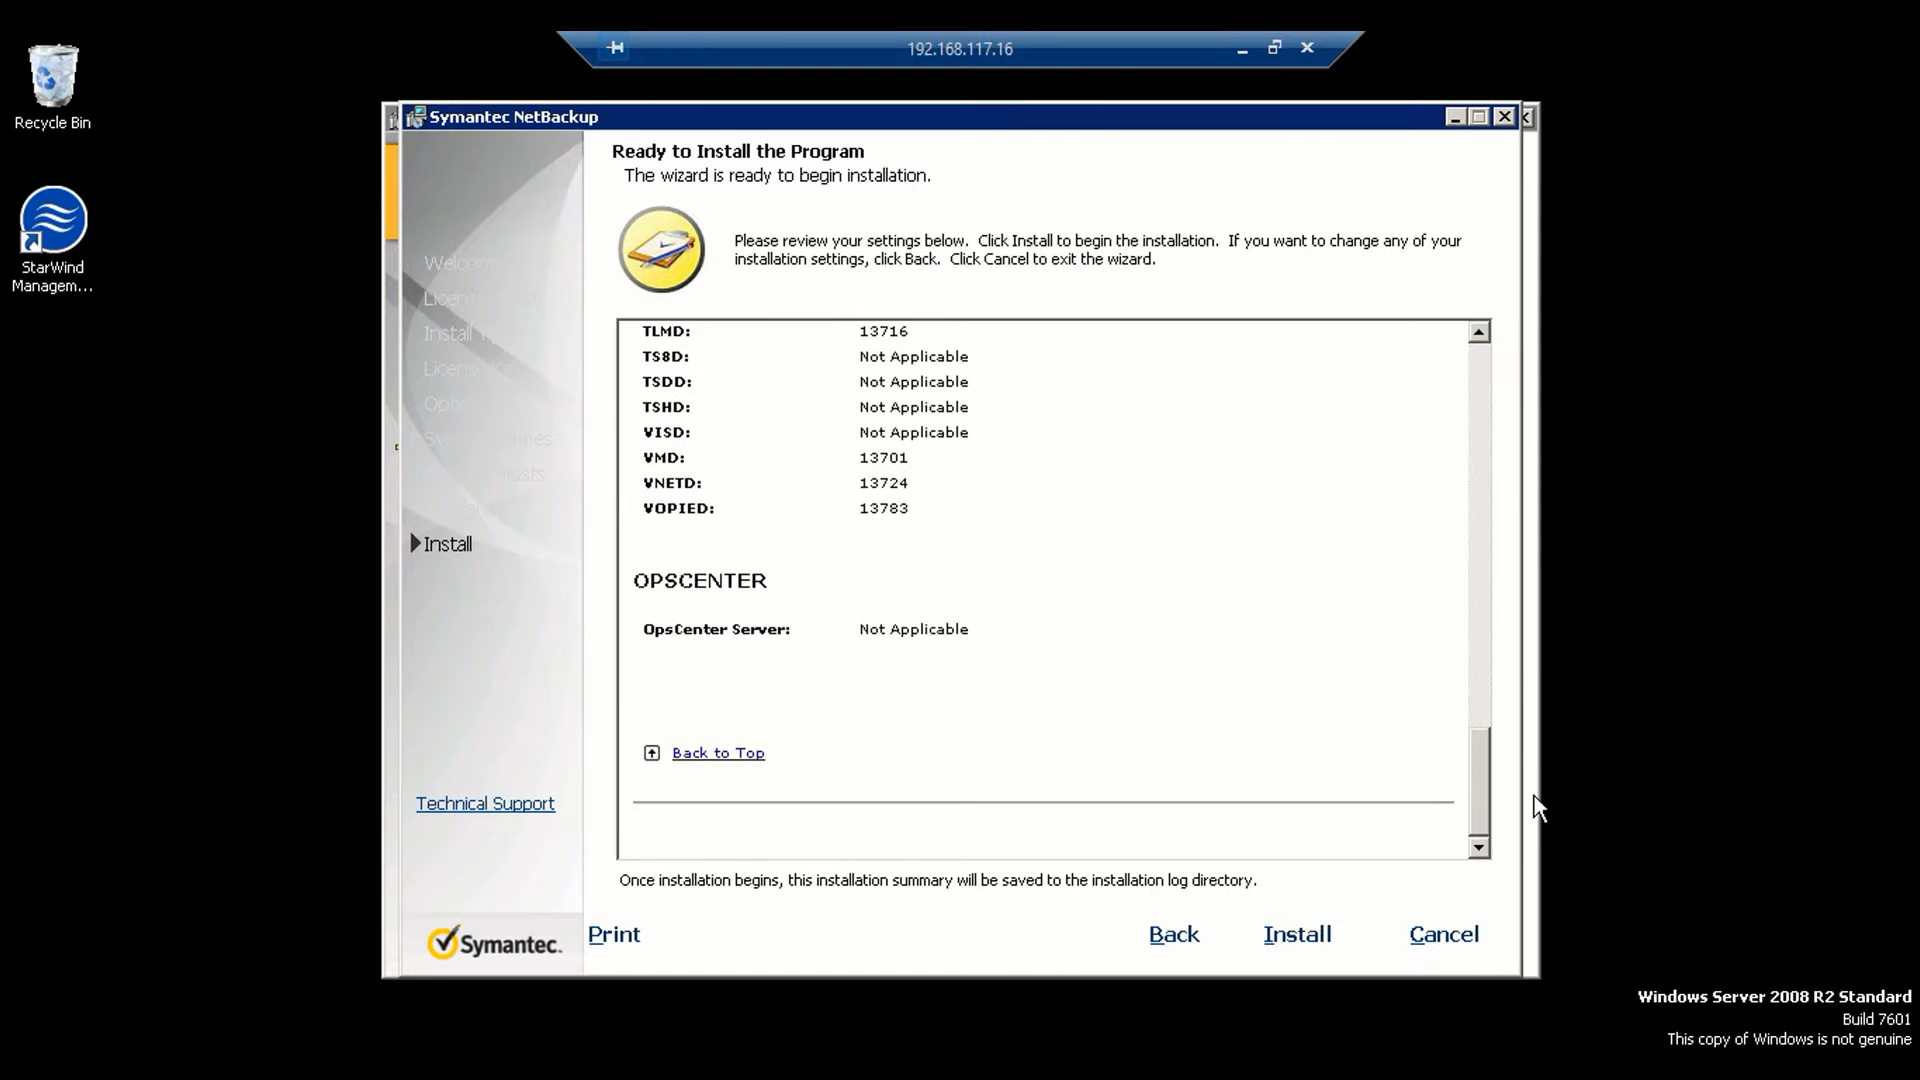 192.168.117.16
Recycle Bin
StarWind
Managem...
Symantec NetBackup
Ready to Install the Program
The wizard is ready to begin installation.
Please review your settings below. Click Install to begin the installation. If you want to change any of your
installation settings, click Back. Click Cancel to exit the wizard.
Install
Install
TLMD: 13716
TS8D: Not Applicable
TSDD: Not Applicable
TSHD: Not Applicable
VISD: Not Applicable
VMD: 13701
VNETD: 13724
VOPIED: 13783
OPSCENTER
OpsCenter Server: Not Applicable
Back to Top
Technical Support
Once installation begins, this installation summary will be saved to the installation log directory.
Symantec.
Print
Back
Install
Cancel
Windows Server 2008 R2 Standard
Build 7601
This copy of Windows is not genuine